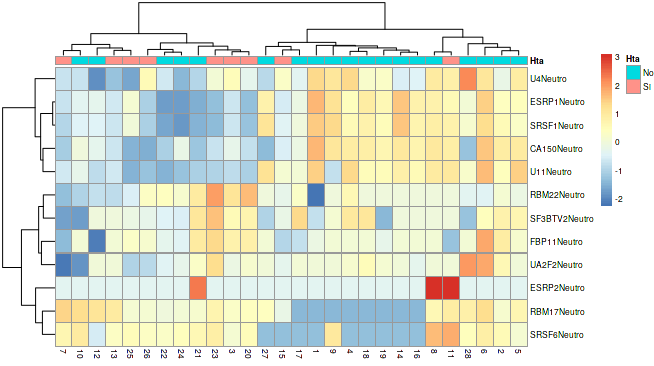 Hta
U4Neutro
ESRP1Neutro
SRSF1Neutro
CA150Neutro
U11Neutro
RBM22Neutro
SF3BTV2Neutro
FBP11Neutro
UA2F2Neutro
ESRP2Neutro
RBM17Neutro
SRSF6Neutro
7 10 12 13 25 26 22 24 21 23 3 20 27 15 17 1 9 4 18 19 14 16 8 11 28 6 2 5
3
2
1
0
-1
-2
Hta
No
Si